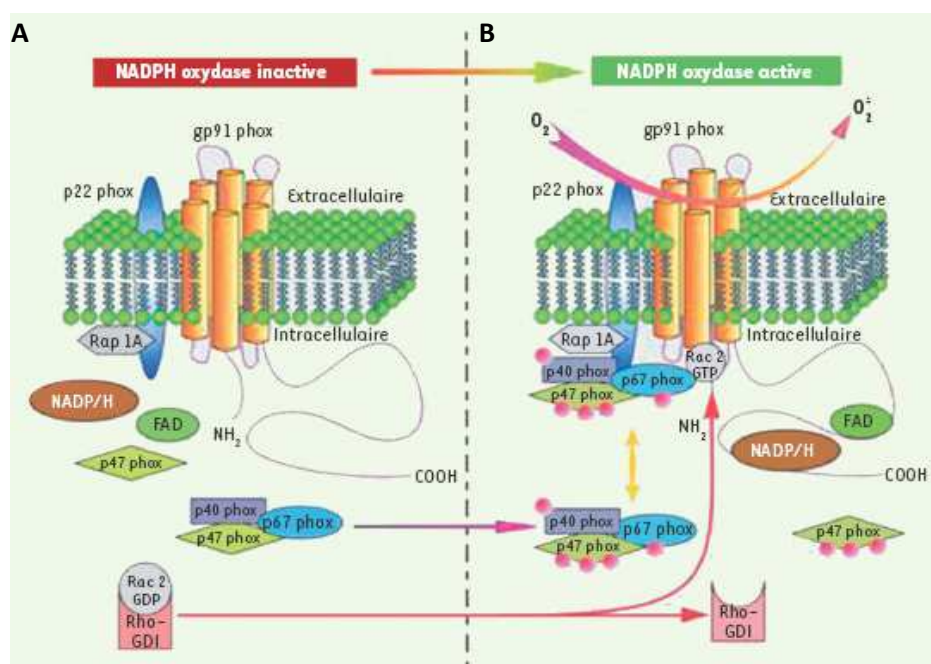 A
B
NADPH oxydase inactive
NADPH oxydase active
gp91 phox
p22 phox
Extracellulaire
Intracellulaire
Rap 1A
NADP/H
FAD
NH2
p47 phox
COOH
p40 phox
p67 phox
p47 phox
Rac 2
GDP
Rho-
GDI
O2
O2÷
gp91 phox
p22 phox
Extracellulaire
Intracellulaire
Rap 1A
Rac 2
GTP
p40 phox
p67 phox
p47 phox
NH2
FAD
NADP/H
COOH
p40 phox
p67 phox
p47 phox
p47 phox
Rho-
GDI